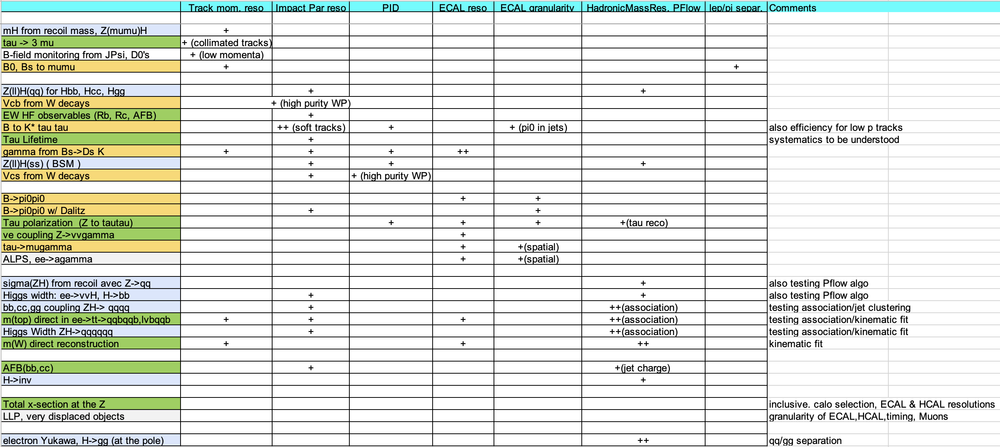 Track mom. reso Impact Par reso PID ECAL reso ECAL granularity HadronicMassRes. PFlow lep/pi separ. Comments
mH from recoil mass, Z(mumu)H +
tau -> 3 mu + (collimated tracks)
B-field monitoring from JPsi, D0's + (low momenta)
B0, Bs to mumu + +
Z(ll)H(qq) for Hbb, Hcc, Hgg + +
Vcb from W decays + (high purity WP)
EW HF observables (Rb, Rc, AFB) +
B to K* tau tau ++ (soft tracks) + + (pi0 in jets) also efficiency for low p tracks
Tau Lifetime + systematics to be understood
gamma from Bs->Ds K + + + ++
Z(ll)H(ss) ( BSM ) + + +
Vcs from W decays + + (high purity WP)
B->pi0pi0 + +
B->pi0pi0 w/ Dalitz + +
Tau polarization (Z to tautau) + + + +(tau reco)
ve coupling Z->vvgamma +
tau->mugamma + +(spatial)
ALPS, ee->agamma + +(spatial)
sigma(ZH) from recoil avec Z->qq + also testing Pflow algo
Higgs width: ee->vvH, H->bb + + also testing Pflow algo
bb,cc,gg coupling ZH-> qqqq + ++(association) testing association/jet clustering
m(top) direct in ee->tt->qqbqqb,lvbqqb + + + ++(association) testing association/kinematic fit
Higgs Width ZH->qqqqqq + ++(association) testing association/kinematic fit
m(W) direct reconstruction + + ++ kinematic fit
AFB(bb,cc) + +(jet charge)
H->inv +
Total x-section at the Z inclusive. calo selection, ECAL & HCAL resolutions
LLP, very displaced objects granularity of ECAL,HCAL,timing, Muons
electron Yukawa, H->gg (at the pole) ++ qq/gg separation